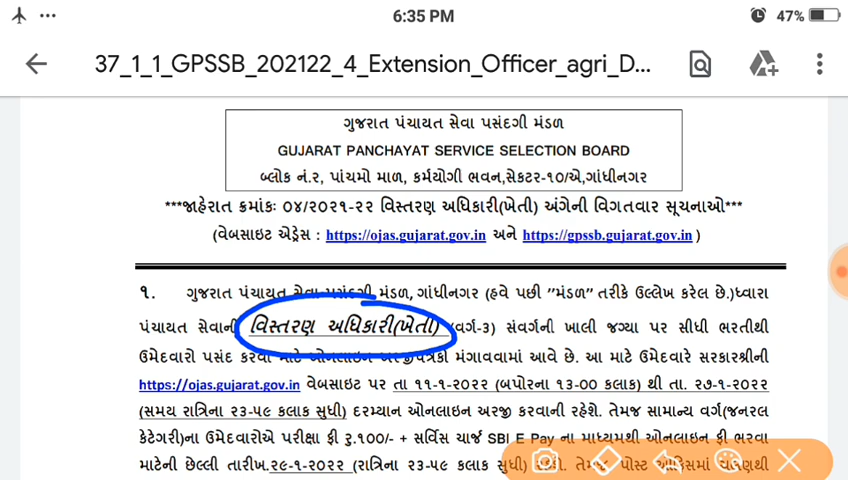 6:35 PM
47%
37_1_1_GPSSB_202122_4_Extension_Officer_agri_D...
ગુજરાત પંચાયત સેવા પસંદગી મંડળ
GUJARAT PANCHAYAT SERVICE SELECTION BOARD
બ્લોક નં.૨, પાંચમો માળ, કર્મયોગી ભવન,સેક્ટર-૧૦/એ,ગાંધીનગર
***જાહેરાત ક્રમાંકઃ ૦૪/૨૦૨૧-૨૨ વિસ્તરણ અધિકારી(ખેતી) અંગેની વિગતવાર સૂચનાઓ***
(વેબસાઇટ એડ્રેસ : https://ojas.gujarat.gov.in અને https://gpssb.gujarat.gov.in )
૧. ગુજરાત પંચાયત સેવા પસંદગી મંડળ, ગાંધીનગર (હવે પછી "મંડળ" તરીકે ઉલ્લેખ કરેલ છે.)ધ્વારા
પંચાયત સેવાની વિસ્તરણ અધિકારી(ખેતી) (વર્ગ-૩) સંવર્ગની ખાલી જગ્યા પર સીધી ભરતીથી
ઉમેદવારો પસંદ કરવા માટે ઓનલાઇન અરજીપત્રકો મંગાવવામાં આવે છે. આ માટે ઉમેદવારે સરકારશ્રીની
https://ojas.gujarat.gov.in વેબસાઇટ પર તા ૧૧-૧-૨૦૨૨ (બપોરના ૧૩-૦૦ કલાક) થી તા. ૨૭-૧-૨૦૨૨
(સમય રાત્રિના ૨૩-૫૯ કલાક સુધી) દરમ્યાન ઓનલાઇન અરજી કરવાની રહેશે. તેમજ સામાન્ય વર્ગ(જનરલ
કેટેગરી)ના ઉમેદવારોએ પરીક્ષા ફી રૂ.૧૦૦/- + સર્વિસ ચાર્જ SBI E Pay ના માધ્યમથી ઓનલાઇન ફી ભરવા
માટેની છેલ્લી તારીખ.૨૯-૧-૨૦૨૨ (રાત્રિના ૨૩-૫૯ કલાક સુધી) રહેશે. તેમજ પોસ્ટ ઓફિસમાં ચલણથી